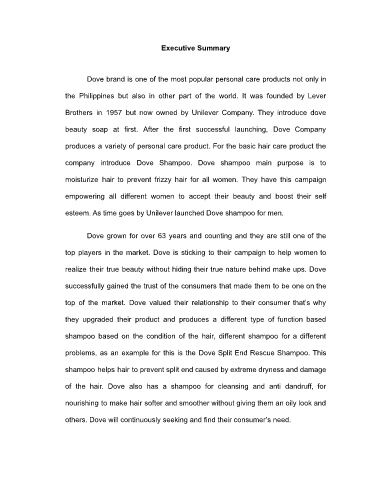 Executive Summary
Dove brand is one of the most popular personal care products not only in
the Philippines but also in other part of the world. It was founded by Lever
Brothers in 1957 but now owned by Unilever Company. They introduce dove
beauty soap at first. After the first successful launching, Dove Company
produces a variety of personal care product. For the basic hair care product the
company introduce Dove Shampoo. Dove shampoo main purpose is to
moisturize hair to prevent frizzy hair for all women. They have this campaign
empowering all different women to accept their beauty and boost their self
esteem. As time goes by Unilever launched Dove shampoo for men.
Dove grown for over 63 years and counting and they are still one of the
top players in the market. Dove is sticking to their campaign to help women to
realize their true beauty without hiding their true nature behind make ups. Dove
successfully gained the trust of the consumers that made them to be one on the
top of the market. Dove valued their relationship to their consumer that's why
they upgraded their product and produces a different type of function based
shampoo based on the condition of the hair, different shampoo for a different
problems, as an example for this is the Dove Split End Rescue Shampoo. This
shampoo helps hair to prevent split end caused by extreme dryness and damage
of the hair. Dove also has a shampoo for cleansing and anti dandruff, for
nourishing to make hair softer and smoother without giving them an oily look and
others. Dove will continuously seeking and find their consumer's need.